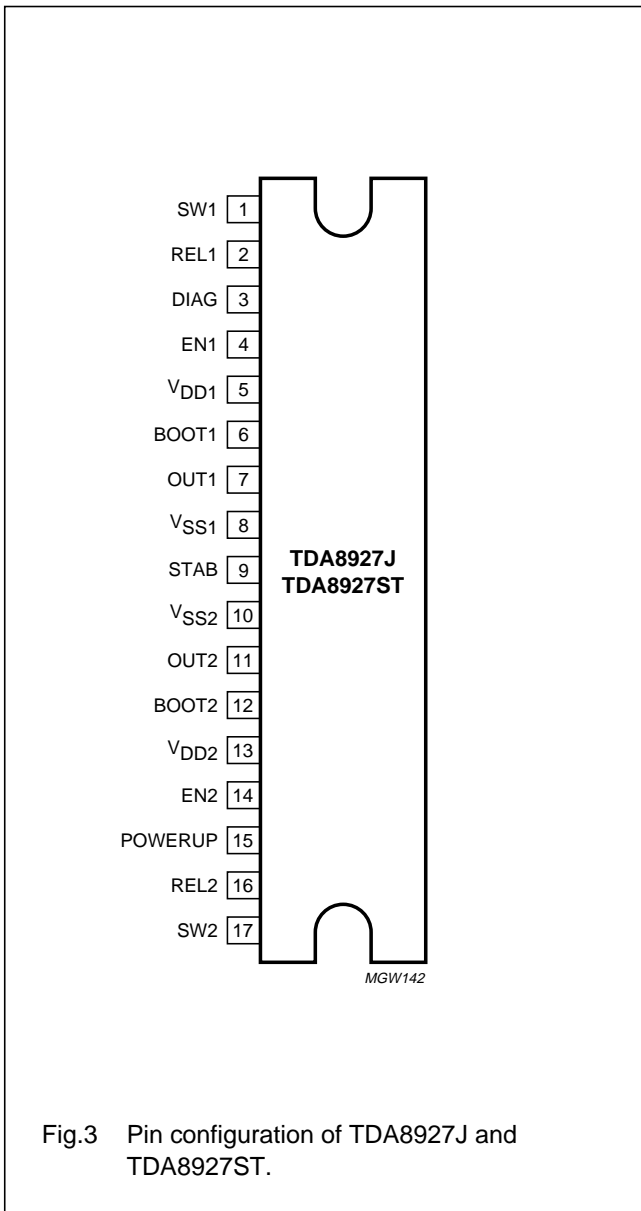 SW1 1
REL1 2
DIAG 3
EN1 4
VDD1 5
BOOT1 6
OUT1 7
VSS1 8
STAB 9
VSS2 10
OUT2 11
BOOT2 12
VDD2 13
EN2 14
POWERUP 15
REL2 16
SW2 17
TDA8927J
TDA8927ST
MGW142
Fig.3 Pin configuration of TDA8927J and
TDA8927ST.